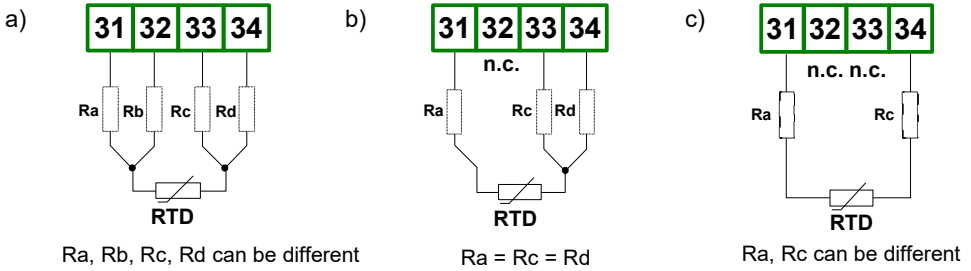 a)
31 32 33 34
Ra Rb Rc Rd
RTD
Ra, Rb, Rc, Rd can be different
b)
31 32 33 34
n.c.
Ra Rc Rd
RTD
Ra = Rc = Rd
c)
31 32 33 34
n.c. n.c.
Ra Rc
RTD
Ra, Rc can be different